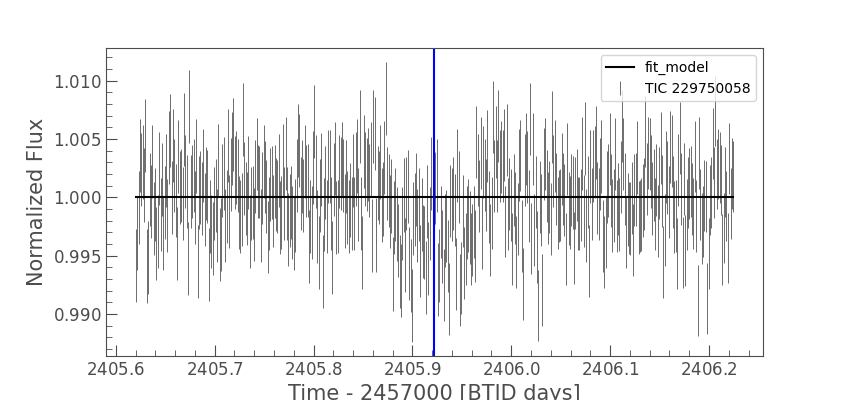 fit_model
TIC 229750058
Normalized Flux
1.010
1.005
1.000
0.995
0.990
2405.6 2405.7 2405.8 2405.9 2406.0 2406.1 2406.2
Time - 2457000 [BTJD days]